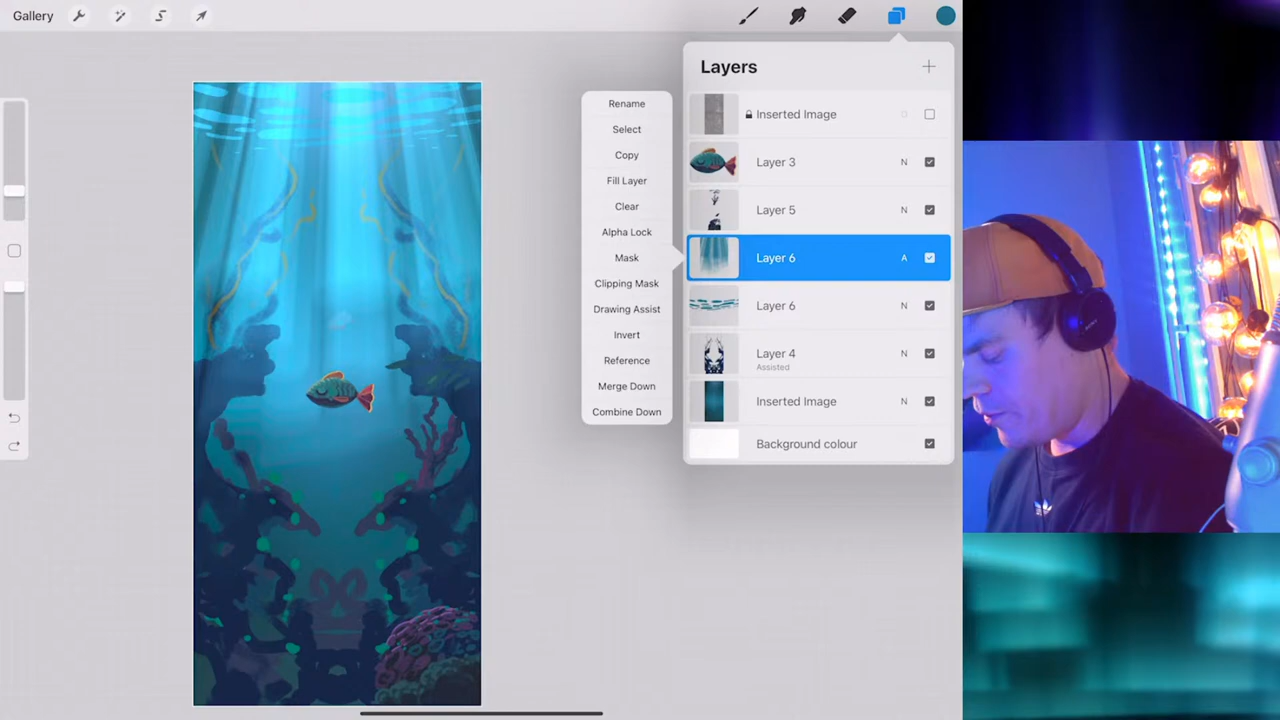 Gallery
Layers
Rename
Select
Copy
Fill Layer
Clear
Alpha Lock
Mask
Clipping Mask
Drawing Assist
Invert
Reference
Merge Down
Combine Down
Inserted Image
Layer 3 N
Layer 5 N
Layer 6 A
Layer 6 N
Layer 4 N
Assisted
Inserted Image N
Background colour